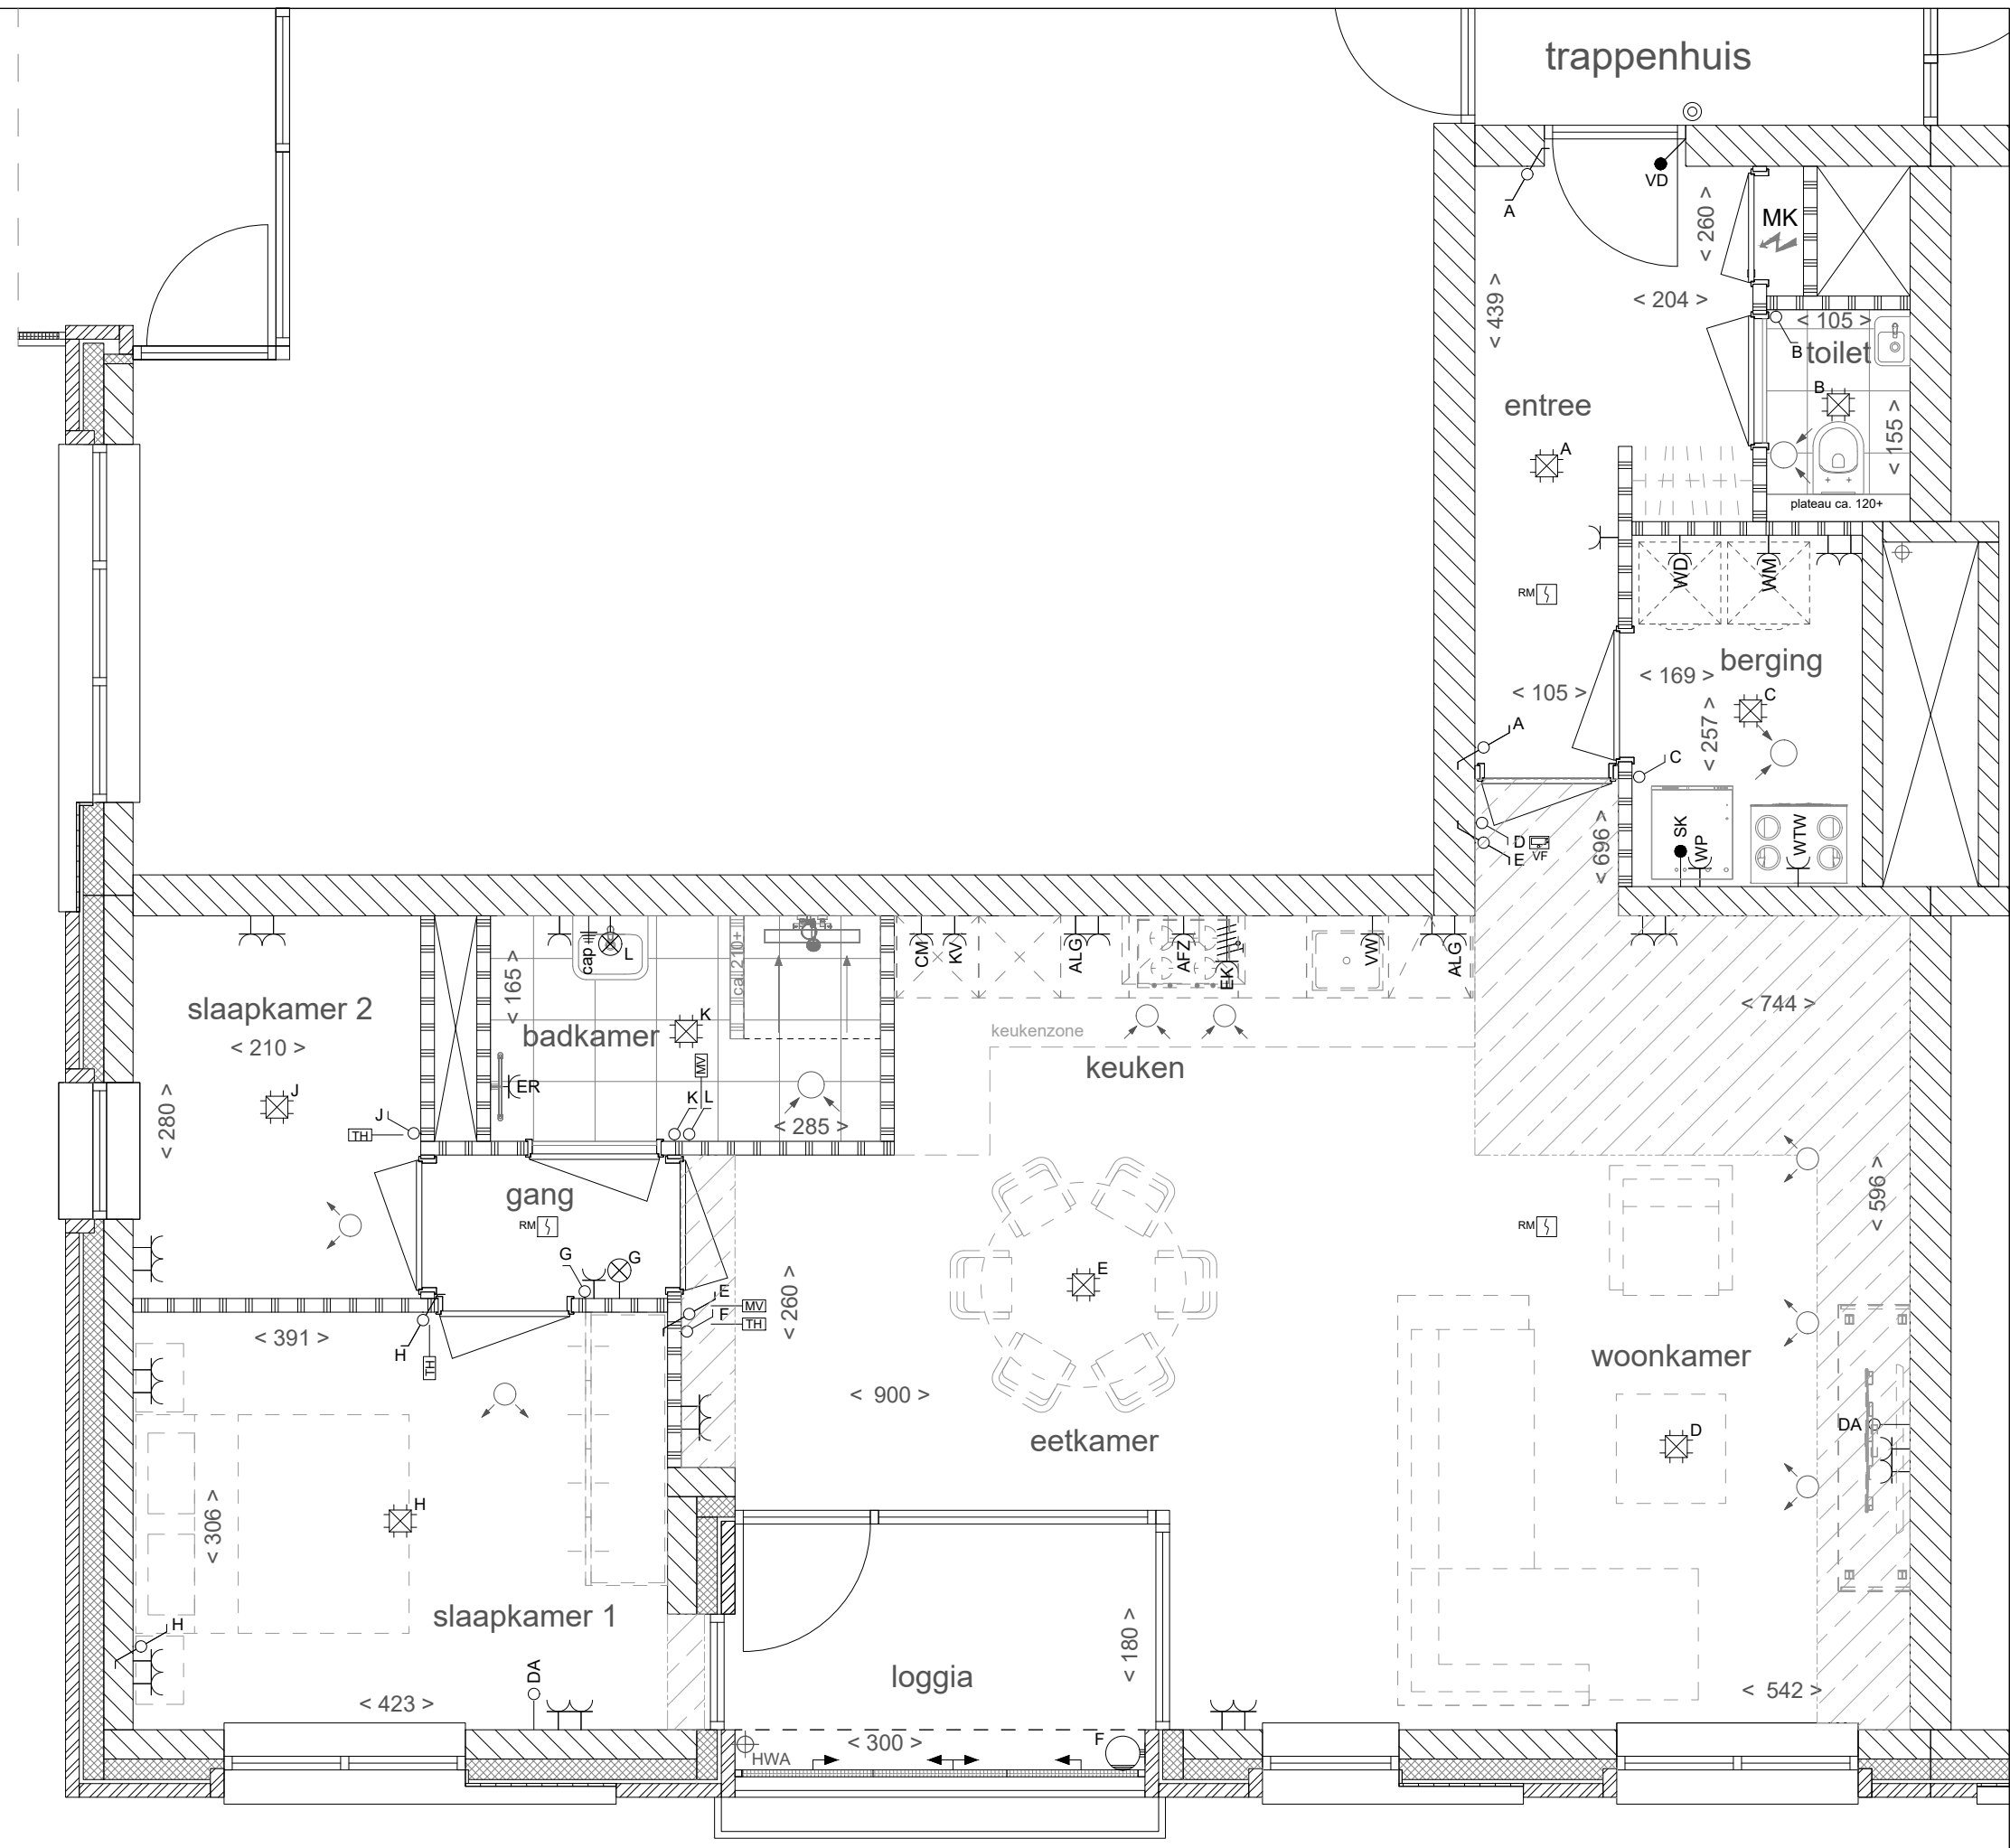 trappenhuis
VD
A
< 260 >
MK
< 439 >
< 204 >
< 105 >
B
toilet
B
entree
< 155 >
A
plateau ca. 120+
WD
WM
RM
berging
< 169 >
< 105 >
C
< 257 >
A
C
< 696 >
D
E
VF
SK
WP
WTW
cap
L
ca. 210+
CM
KV
ALG
AFZ
EK
VW
ALG
< 165 >
slaapkamer 2
< 210 >
badkamer
K
MV
keukenzone
keuken
< 744 >
J
ER
K
L
< 280 >
J
TH
< 285 >
gang
RM
G
G
RM
< 596 >
E
E
MV
F
TH
< 260 >
< 391 >
H
TH
woonkamer
< 900 >
eetkamer
DA
D
H
< 306 >
slaapkamer 1
H
DA
loggia
< 180 >
< 423 >
< 542 >
HWA
< 300 >
F